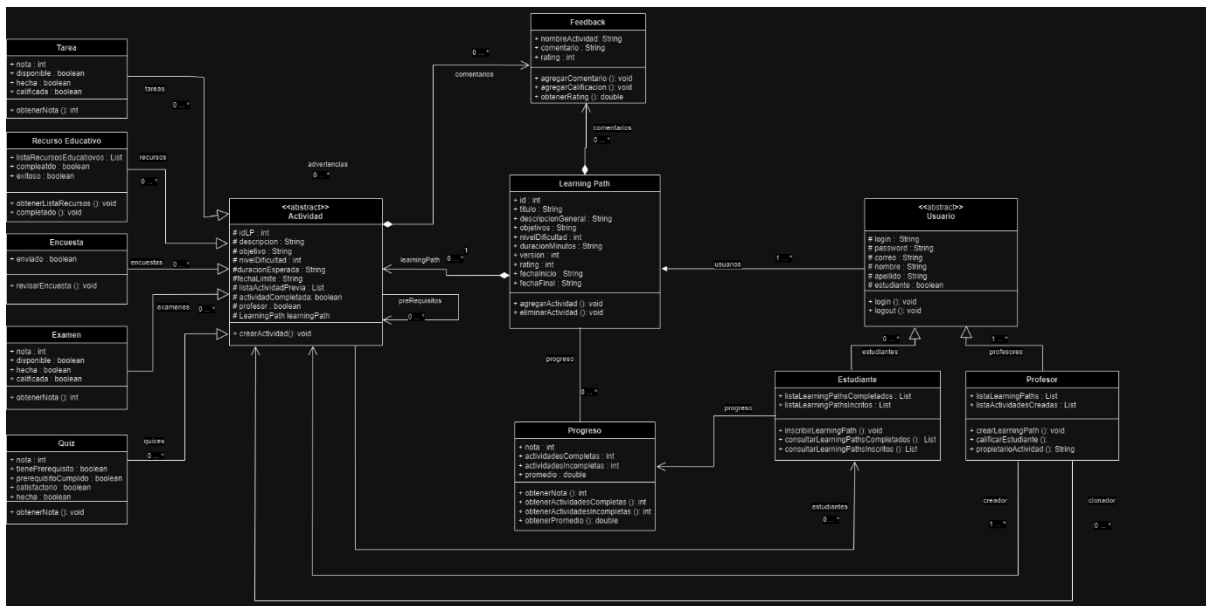 Feedback
+ nombreActividad: String
+ comentario : String
+ rating : int
+ agregarComentario (): void
+ agregarCalificacion (): void
+ obtenerRating (): double
0 ... *
comentarios
comentarios
0 ... *
Tarea
+ nota : int
+ disponible : boolean
+ hecha : boolean
+ calificada : boolean
+ obtenerNota (): int
tareas
0 ... *
Recurso Educativo
+ listaRecursosEducatiovos : List
+ compleatdo : boolean
+ exitoso : boolean
+ obtenerListaRecursos (): void
+ completado () : void
recursos
0 ... *
Encuesta
+ enviado : boolean
+ revisarEncuesta (): void
encuestas
0 ... *
Examen
+ nota : int
+ disponible : boolean
+ hecha : boolean
+ calificada : boolean
+ obtenerNota (): int
examenes
0 ... *
Quiz
+ nota : int
+ tienePrerequisito : boolean
+ prerequisitoCumplido : boolean
+ satisfactorio : boolean
+ hecha : boolean
+ obtenerNota (): void
quices
0 ... *
advertencias
0 ... *
<<abstract>>
Actividad
# idLP : int
# descripcion : String
# objetivo : String
# nivelDificultad : int
#duracionEsperada : String
#fechaLimite : String
# listaActividadPrevia : List
# actividadCompletada: boolean
# profesor : boolean
# LearningPath learningPath
+ crearActividad(): void
learningPath
0 ... *
1
preRequisitos
0 ... *
Learning Path
+ id : int
+ titulo : String
+ descripcionGeneral : String
+ objetivos : String
+ nivelDificultad : int
+ duracionMinutos : String
+ version : int
+ rating : int
+ fechaInicio : String
+ fechaFinal : String
+ agregarActividad (): void
+ eliminarActividad (): void
usuarios
1 ... *
<<abstract>>
Usuario
# login : String
# password : String
# correo : String
# nombre : String
# apellido : String
# estudiante : boolean
+ login (): void
+ logout (): void
0 ... *
estudiantes
1 ... *
profesores
progreso
0 ... *
Progreso
+ nota : int
+ actividadesCompletas : int
+ actividadesIncompletas : int
+ promedio : double
+ obtenerNota (): int
+ obtenerActividadesCompletas (): int
+ obtenerActividadesIncompletas (): int
+ obtenerPromedio (): double
progreso
Estudiante
+ listaLearningPathsCompletados : List
+ listaLearningPathsIncritos : List
+inscribirLearningPath (): void
+ consultarLearningPathsCompletados (): List
+ consultarLearningPathsInscritos (): List
Profesor
+ listaLearningPaths : List
+ listaActividadesCreadas : List
+ crearLearningPath (): void
+ calificarEstudiante ():
+ propietarioActividad (): String
estudiantes
0 ... *
creador
1 ... *
clonador
0 ... *